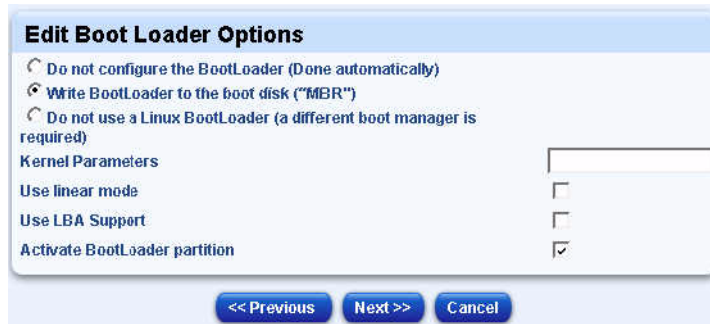 Edit Boot Loader Options
Do not configure the BootLoader (Done automatically)
Write BootLoader to the boot disk ("MBR")
Do not use a Linux BootLoader (a different boot manager is
required)
Kernel Parameters
Use linear mode
Use LBA Support
Activate BootLoader partition
<< Previous Next >> Cancel